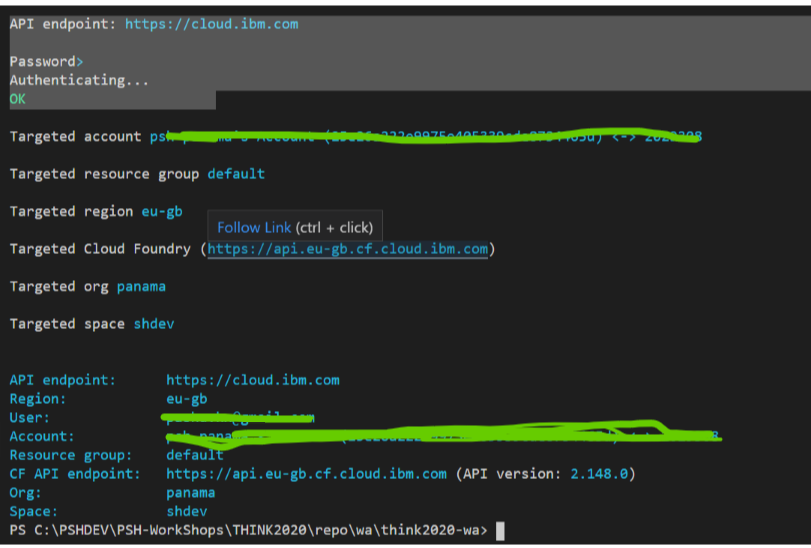 API endpoint: https://cloud.ibm.com
Password>
Authenticating...
OK
Targeted account
Targeted resource group default
Targeted region eu-gb
Follow Link (ctrl + click)
Targeted Cloud Foundry (https://api.eu-gb.cf.cloud.ibm.com)
Targeted org panama
Targeted space shdev
API endpoint: https://cloud.ibm.com
Region: eu-gb
User:
Account:
Resource group: default
CF API endpoint: https://api.eu-gb.cf.cloud.ibm.com (API version: 2.148.0)
Org: panama
Space: shdev
PS C:\PSHDEV\PSH-WorkShops\THINK2020\repo\wa\think2020-wa>